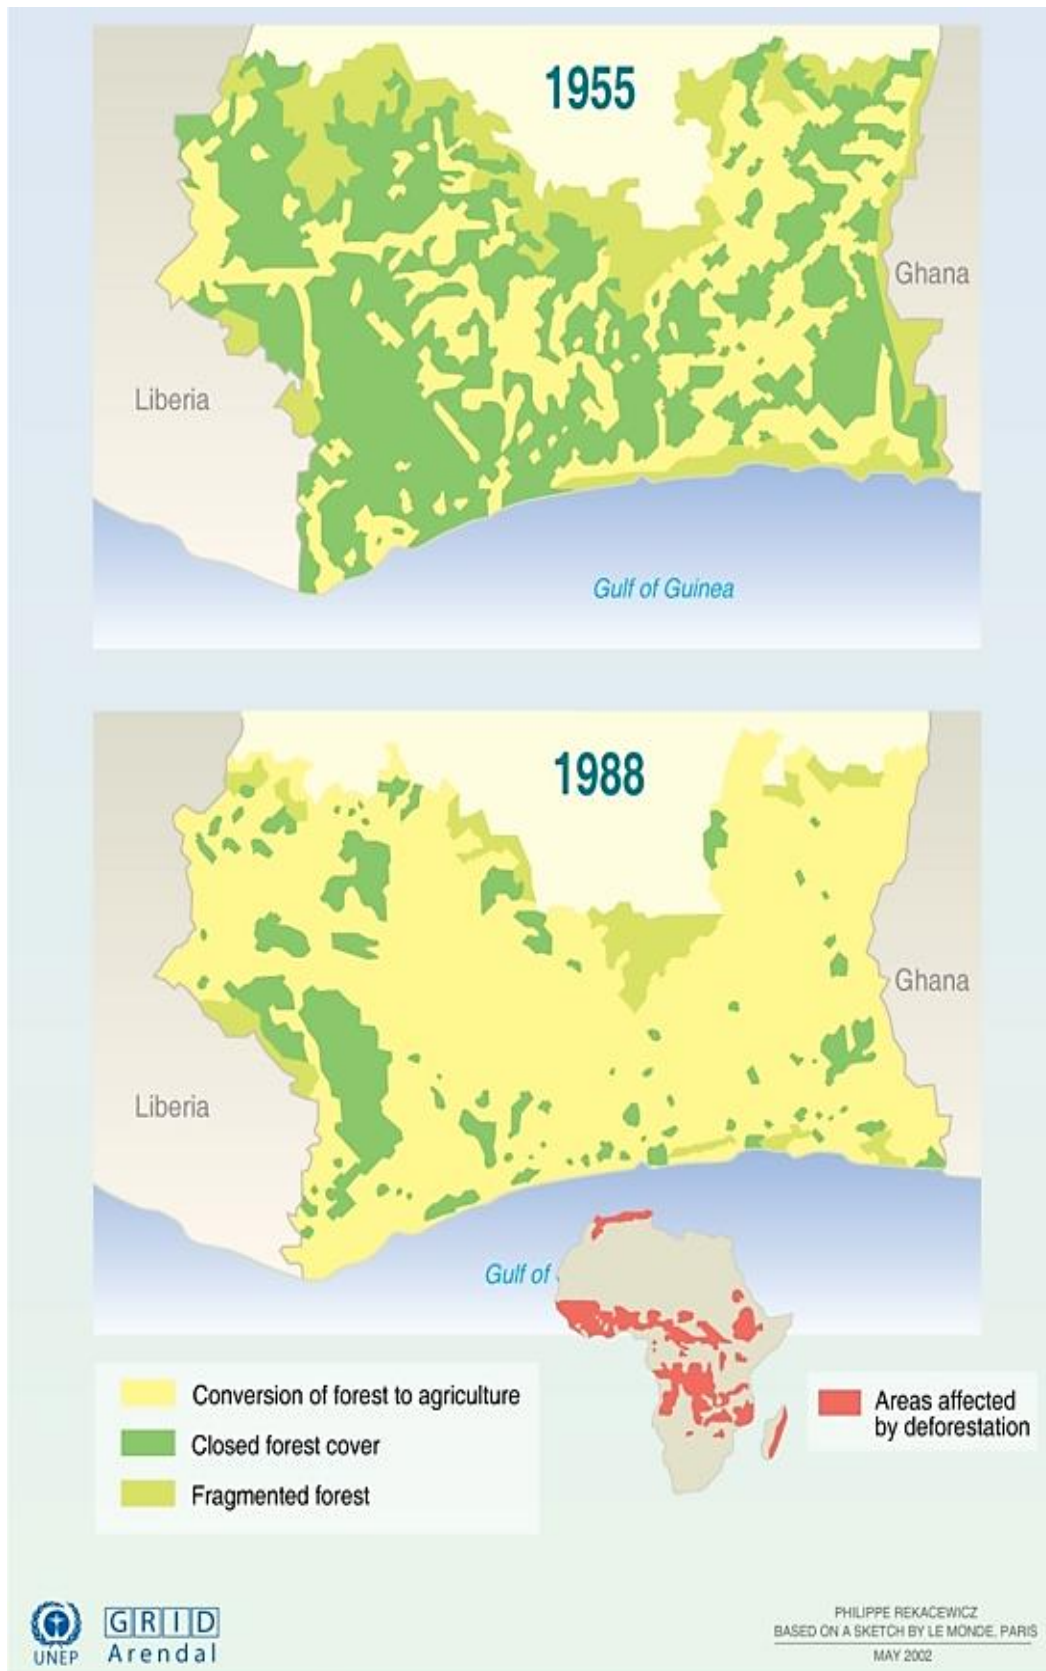 1955
Ghana
Liberia
Gulf of Guinea
1988
Ghana
Liberia
Gulf of
Conversion of forest to agriculture
Closed forest cover
Fragmented forest
Areas affected
by deforestation
UNEP
GRID
Arendal
PHILIPPE REKACEWICZ
BASED ON A SKETCH BY LE MONDE, PARIS
MAY 2002